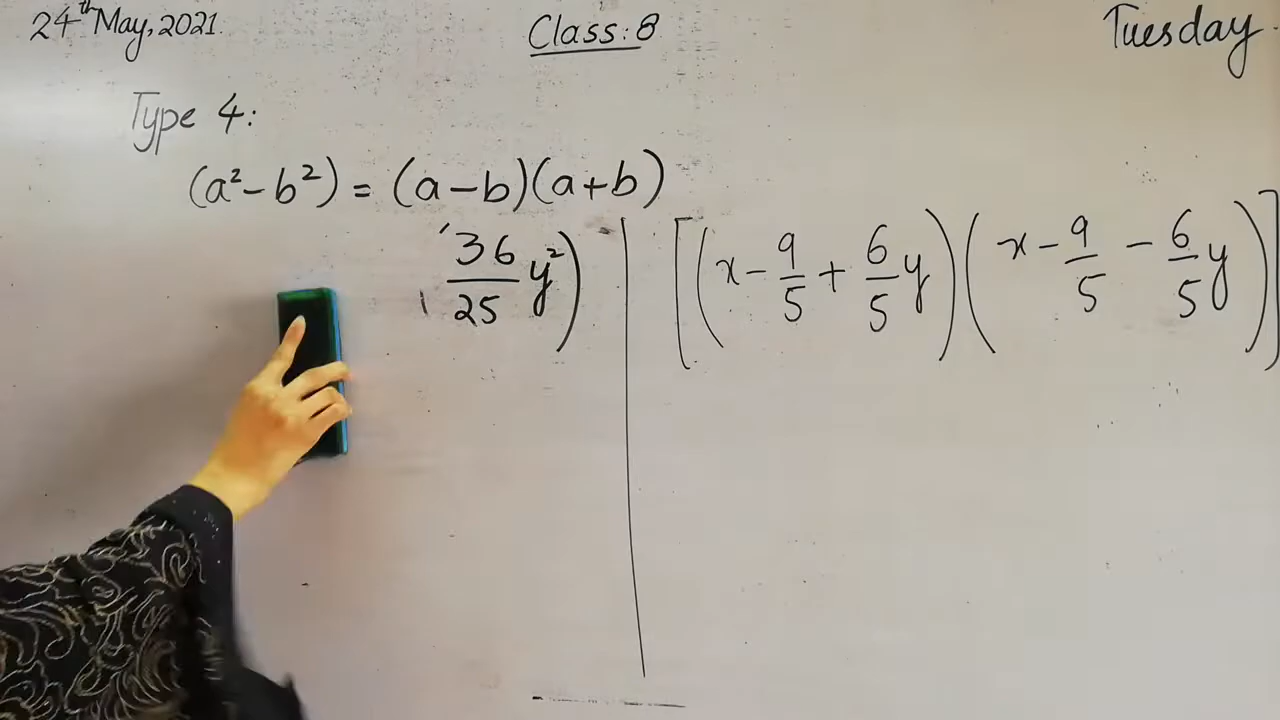 24th May, 2021.
Class: 8
Tuesday.
Type 4:
(a² - b²) = (a - b)(a + b)
36/25 y²)
[(x - 9/5 + 6/5 y)(x - 9/5 - 6/5 y)]